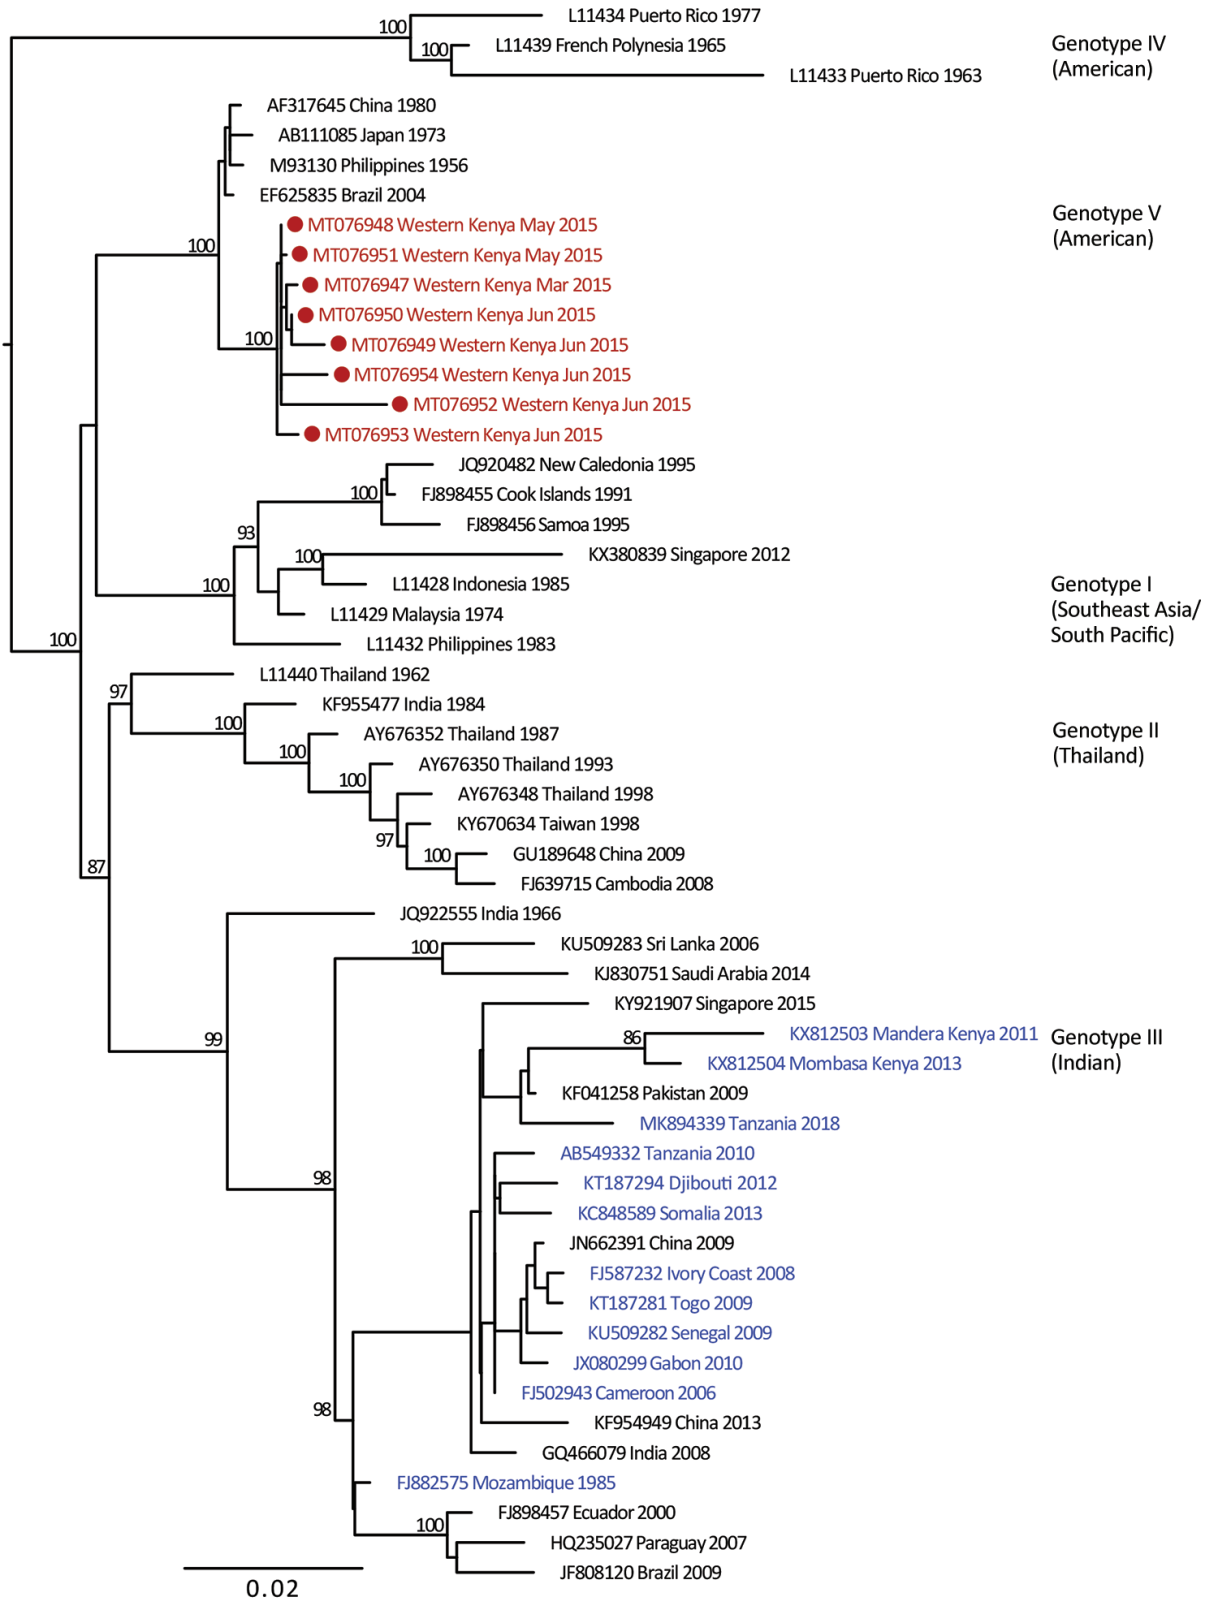 L11434 Puerto Rico 1977
100
L11439 French Polynesia 1965
100
Genotype IV
(American)
L11433 Puerto Rico 1963
AF317645 China 1980
AB111085 Japan 1973
M93130 Philippines 1956
EF625835 Brazil 2004
Genotype V
(American)
MT076948 Western Kenya May 2015
100
MT076951 Western Kenya May 2015
MT076947 Western Kenya Mar 2015
MT076950 Western Kenya Jun 2015
100
MT076949 Western Kenya Jun 2015
MT076954 Western Kenya Jun 2015
MT076952 Western Kenya Jun 2015
MT076953 Western Kenya Jun 2015
JQ920482 New Caledonia 1995
100
FJ898455 Cook Islands 1991
FJ898456 Samoa 1995
93
100
KX380839 Singapore 2012
100
L11428 Indonesia 1985
Genotype I
(Southeast Asia/
South Pacific)
L11429 Malaysia 1974
100
L11432 Philippines 1983
L11440 Thailand 1962
97
KF955477 India 1984
100
AY676352 Thailand 1987
Genotype II
(Thailand)
100
AY676350 Thailand 1993
100
AY676348 Thailand 1998
KY670634 Taiwan 1998
97
GU189648 China 2009
100
87
FJ639715 Cambodia 2008
JQ922555 India 1966
100
KU509283 Sri Lanka 2006
KJ830751 Saudi Arabia 2014
KY921907 Singapore 2015
99
86
KX812503 Mandera Kenya 2011
Genotype III
(Indian)
KX812504 Mombasa Kenya 2013
KF041258 Pakistan 2009
MK894339 Tanzania 2018
AB549332 Tanzania 2010
98
KT187294 Djibouti 2012
KC848589 Somalia 2013
JN662391 China 2009
FJ587232 Ivory Coast 2008
KT187281 Togo 2009
KU509282 Senegal 2009
JX080299 Gabon 2010
FJ502943 Cameroon 2006
98
KF954949 China 2013
GQ466079 India 2008
FJ882575 Mozambique 1985
FJ898457 Ecuador 2000
100
HQ235027 Paraguay 2007
JF808120 Brazil 2009
0.02